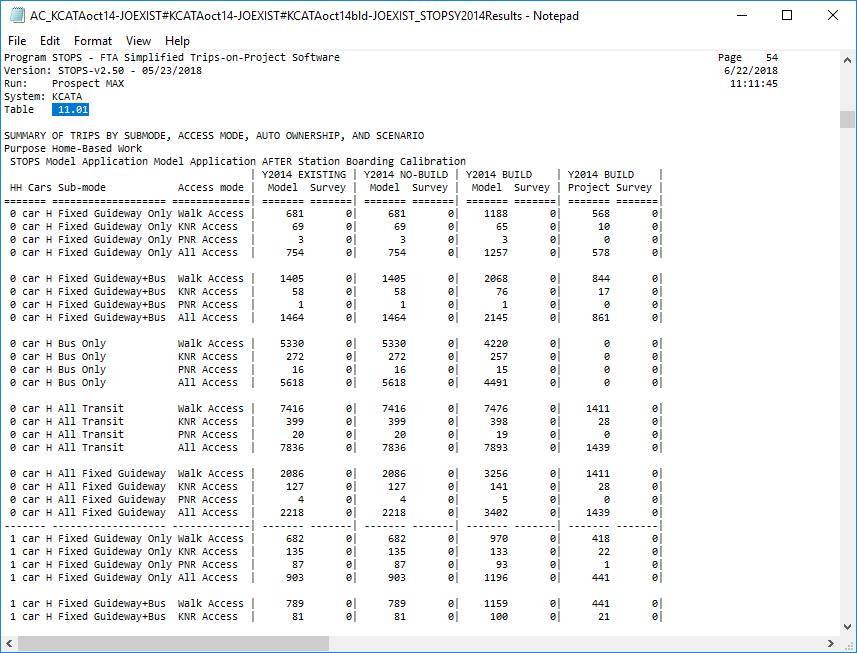 AC_KCATAoct14-JOEXIST#KCATAoct14-JOEXIST#KCATAoct14bld-JOEXIST_STOPSY2014Results - Notepad
File Edit Format View Help
Program STOPS - FTA Simplified Trips-on-Project Software Page 54
Version: STOPS-v2.50 - 05/23/2018 6/22/2018
Run: Prospect MAX 11:11:45
System: KCATA
Table 11.01
SUMMARY OF TRIPS BY SUBMODE, ACCESS MODE, AUTO OWNERSHIP, AND SCENARIO
Purpose Home-Based Work
STOPS Model Application Model Application AFTER Station Boarding Calibration
| Y2014 EXISTING | Y2014 NO-BUILD | Y2014 BUILD | Y2014 BUILD |
HH Cars Sub-mode Access mode | Model Survey | Model Survey | Model Survey | Project Survey |
======= =================== =============| ======= =======| ======= =======| ======= =======| ======= =======|
0 car H Fixed Guideway Only Walk Access | 681 0| 681 0| 1188 0| 568 0|
0 car H Fixed Guideway Only KNR Access | 69 0| 69 0| 65 0| 10 0|
0 car H Fixed Guideway Only PNR Access | 3 0| 3 0| 3 0| 0 0|
0 car H Fixed Guideway Only All Access | 754 0| 754 0| 1257 0| 578 0|
0 car H Fixed Guideway+Bus Walk Access | 1405 0| 1405 0| 2068 0| 844 0|
0 car H Fixed Guideway+Bus KNR Access | 58 0| 58 0| 76 0| 17 0|
0 car H Fixed Guideway+Bus PNR Access | 1 0| 1 0| 1 0| 0 0|
0 car H Fixed Guideway+Bus All Access | 1464 0| 1464 0| 2145 0| 861 0|
0 car H Bus Only Walk Access | 5330 0| 5330 0| 4220 0| 0 0|
0 car H Bus Only KNR Access | 272 0| 272 0| 257 0| 0 0|
0 car H Bus Only PNR Access | 16 0| 16 0| 15 0| 0 0|
0 car H Bus Only All Access | 5618 0| 5618 0| 4491 0| 0 0|
0 car H All Transit Walk Access | 7416 0| 7416 0| 7476 0| 1411 0|
0 car H All Transit KNR Access | 399 0| 399 0| 398 0| 28 0|
0 car H All Transit PNR Access | 20 0| 20 0| 19 0| 0 0|
0 car H All Transit All Access | 7836 0| 7836 0| 7893 0| 1439 0|
0 car H All Fixed Guideway Walk Access | 2086 0| 2086 0| 3256 0| 1411 0|
0 car H All Fixed Guideway KNR Access | 127 0| 127 0| 141 0| 28 0|
0 car H All Fixed Guideway PNR Access | 4 0| 4 0| 5 0| 0 0|
0 car H All Fixed Guideway All Access | 2218 0| 2218 0| 3402 0| 1439 0|
------- ------------------- -------------| ------- -------| ------- -------| ------- -------| ------- -------|
1 car H Fixed Guideway Only Walk Access | 682 0| 682 0| 970 0| 418 0|
1 car H Fixed Guideway Only KNR Access | 135 0| 135 0| 133 0| 22 0|
1 car H Fixed Guideway Only PNR Access | 87 0| 87 0| 93 0| 1 0|
1 car H Fixed Guideway Only All Access | 903 0| 903 0| 1196 0| 441 0|
1 car H Fixed Guideway+Bus Walk Access | 789 0| 789 0| 1159 0| 441 0|
1 car H Fixed Guideway+Bus KNR Access | 81 0| 81 0| 100 0| 21 0|